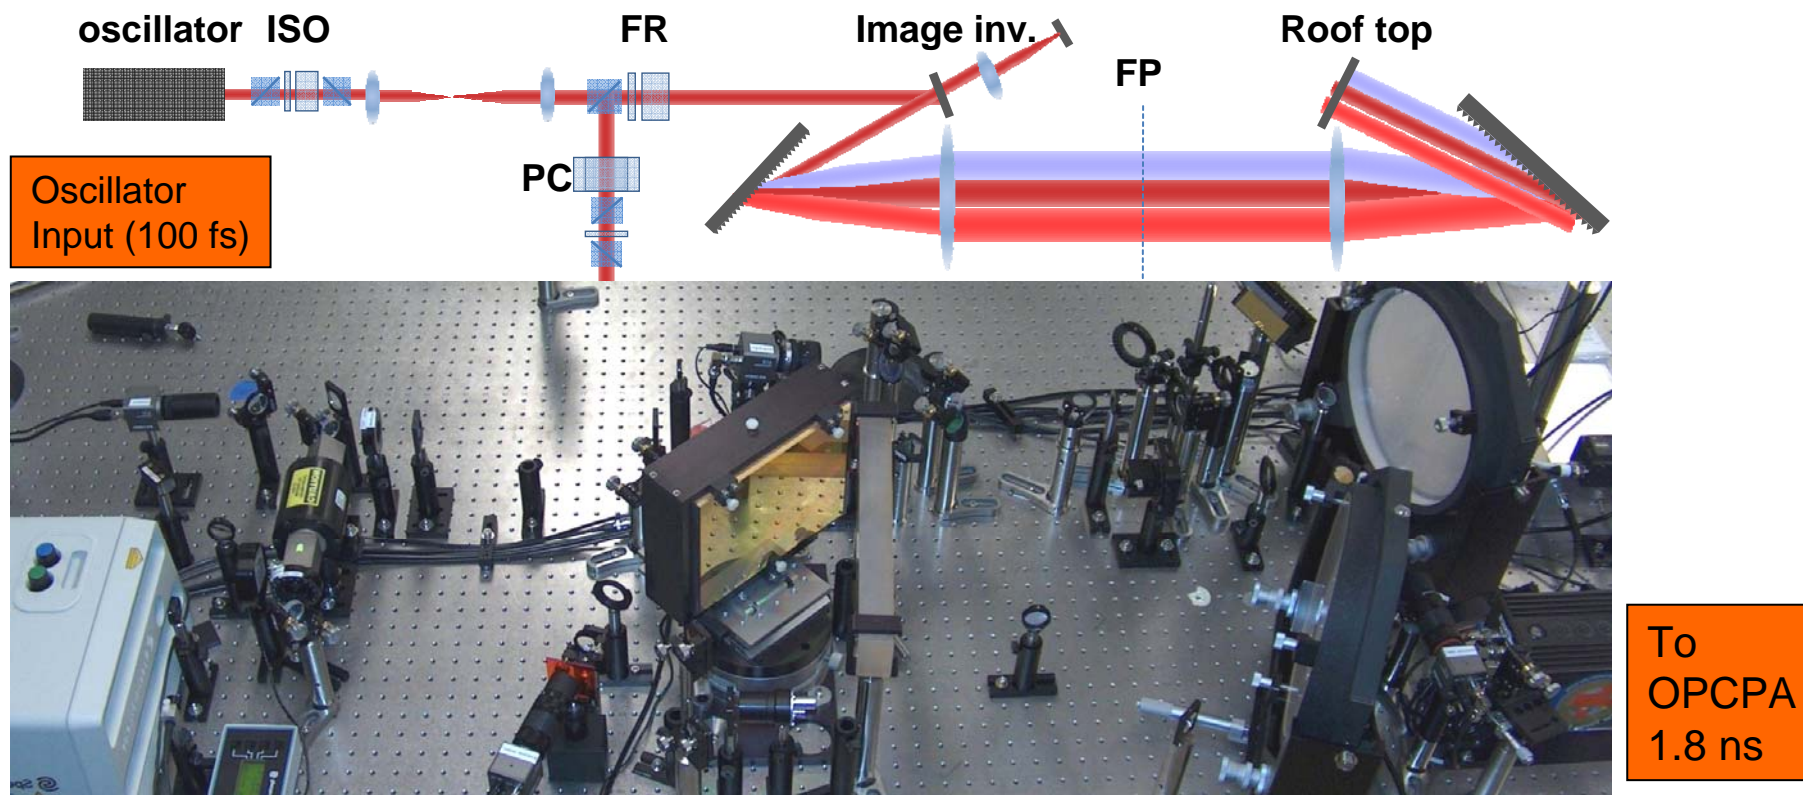 oscillator ISO FR Image inv. Roof top
FP
PC
Oscillator
Input (100 fs)
To
OPCPA
1.8 ns